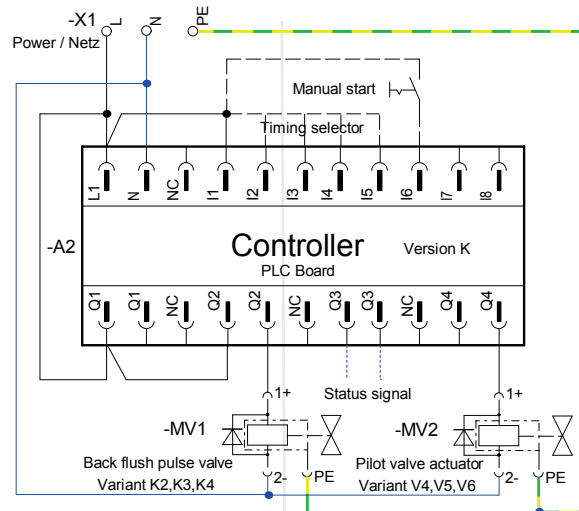 -X1 L N PE
Power / Netz
Manual start
Timing selector
L1 N NC I1 I2 I3 I4 I5 I6 I7 I8
-A2 Controller Version K
PLC Board
Q1 Q1 NC Q2 Q2 NC Q3 Q3 NC Q4 Q4
Status signal
1+ 1+
-MV1 -MV2
Back flush pulse valve 2- PE Pilot valve actuator 2- PE
Variant K2,K3,K4 Variant V4,V5,V6